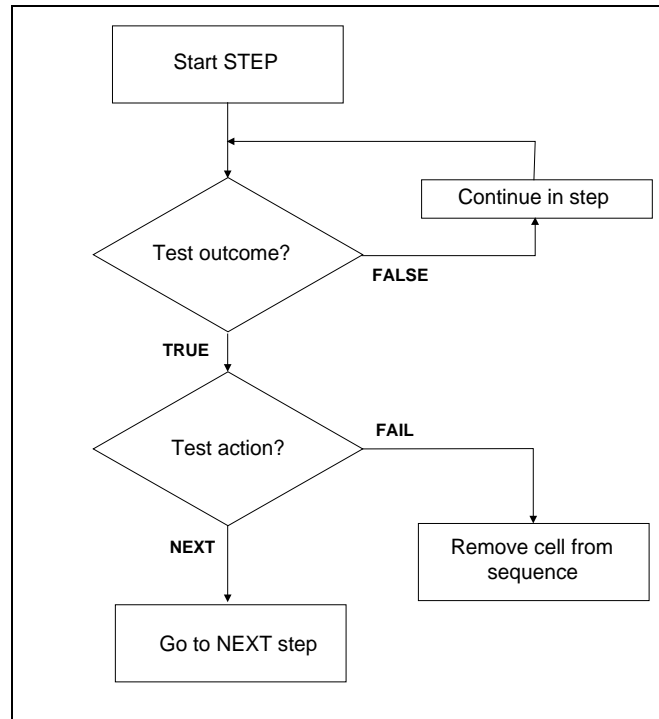 Start STEP
Continue in step
Test outcome?
FALSE
TRUE
Test action?
FAIL
NEXT
Remove cell from
sequence
Go to NEXT step